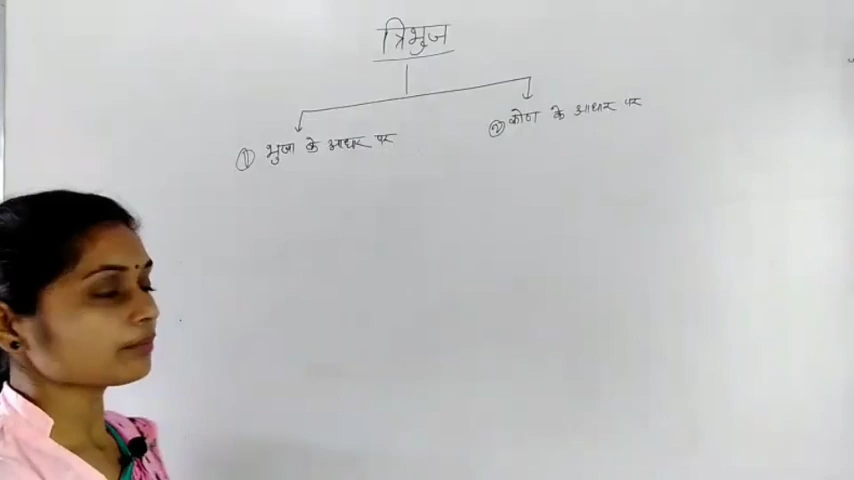 त्रिभुज
① भुजा के आधार पर
② कोण के आधार पर